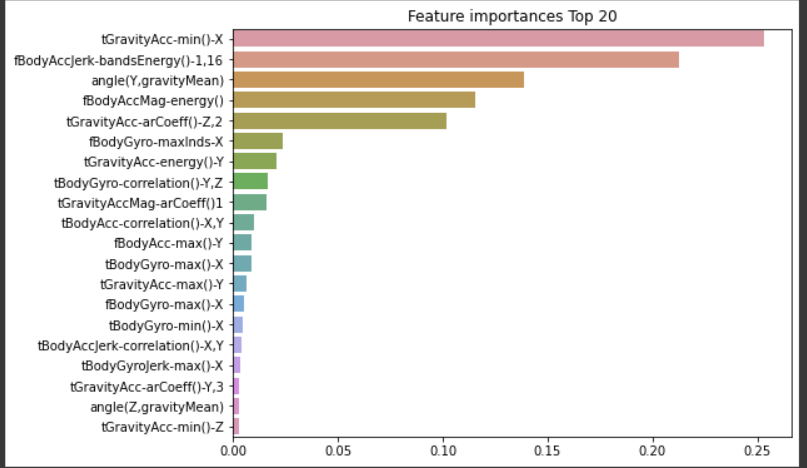 Feature importances Top 20
tGravityAcc-min()-X
fBodyAccJerk-bandsEnergy()-1,16
angle(Y,gravityMean)
fBodyAccMag-energy()
tGravityAcc-arCoeff()-Z,2
fBodyGyro-maxInds-X
tGravityAcc-energy()-Y
tBodyGyro-correlation()-Y,Z
tGravityAccMag-arCoeff()1
tBodyAcc-correlation()-X,Y
fBodyAcc-max()-Y
tBodyGyro-max()-X
tGravityAcc-max()-Y
fBodyGyro-max()-X
tBodyGyro-min()-X
tBodyAccJerk-correlation()-X,Y
tBodyGyroJerk-max()-X
tGravityAcc-arCoeff()-Y,3
angle(Z,gravityMean)
tGravityAcc-min()-Z
0.00 0.05 0.10 0.15 0.20 0.25